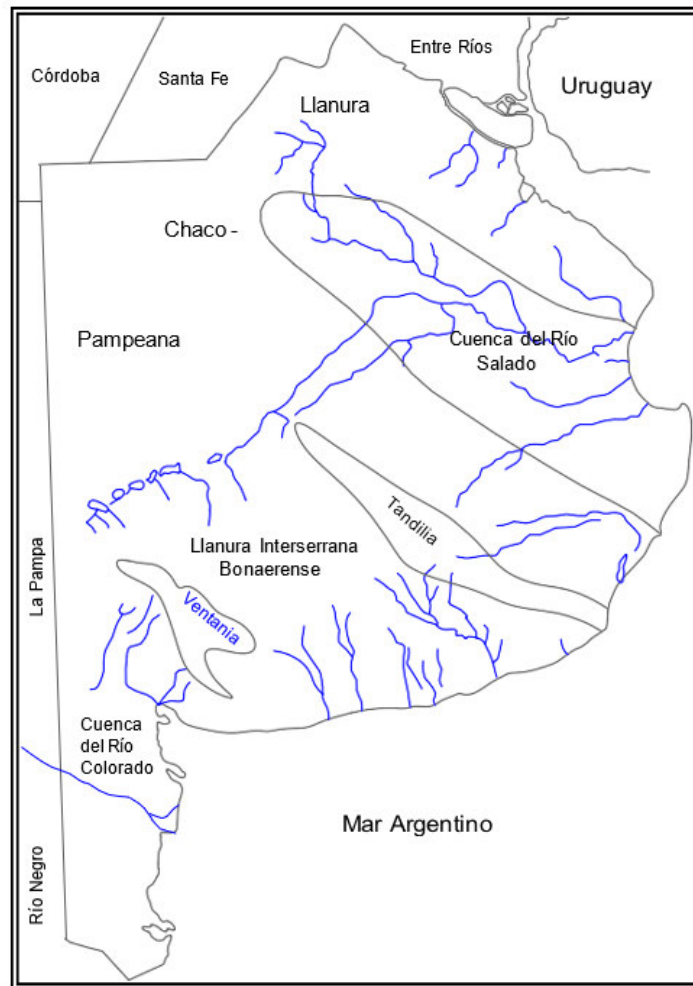 Entre Ríos
Córdoba
Santa Fe
Uruguay
Llanura
Chaco -
Pampeana
Cuenca del Río
Salado
Tandilia
Llanura Interserrana
Bonaerense
La Pampa
Ventania
Cuenca
del Río
Colorado
Mar Argentino
Río Negro